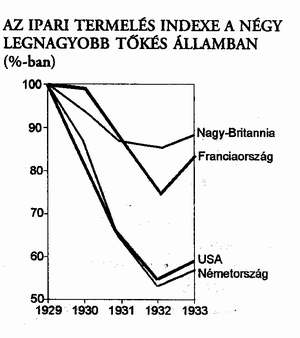 AZ IPARI TERMELÉS INDEXE A NÉGY
LEGNAGYOBB TŐKÉS ÁLLAMBAN
(%-ban)
100
90
80
70
60
50
Nagy-Britannia
Franciaország
USA
Németország
1929 1930 1931 1932 1933